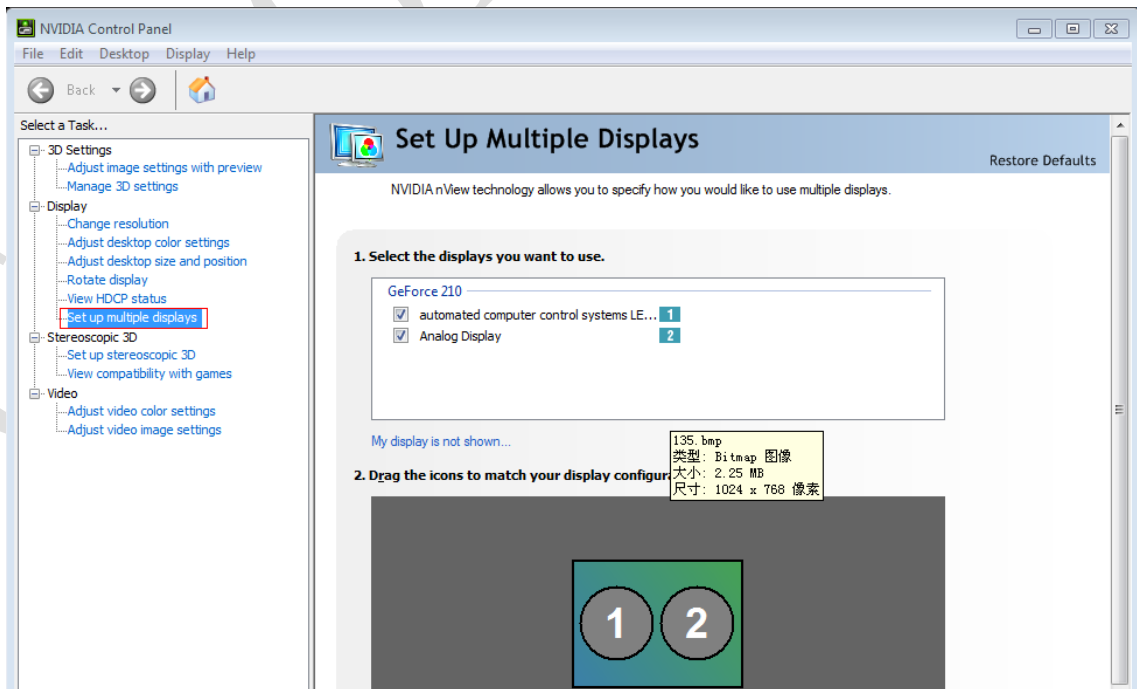 NVIDIA Control Panel
File Edit Desktop Display Help
Back
Select a Task...
3D Settings
Adjust image settings with preview
Manage 3D settings
Display
Change resolution
Adjust desktop color settings
Adjust desktop size and position
Rotate display
View HDCP status
Set up multiple displays
Stereoscopic 3D
Set up stereoscopic 3D
View compatibility with games
Video
Adjust video color settings
Adjust video image settings
Set Up Multiple Displays
Restore Defaults
NVIDIA nView technology allows you to specify how you would like to use multiple displays.
1. Select the displays you want to use.
GeForce 210
automated computer control systems LE... 1
Analog Display 2
My display is not shown...
135.bmp
类型: Bitmap 图像
大小: 2.25 MB
尺寸: 1024 x 768 像素
2. Drag the icons to match your display configur
1 2